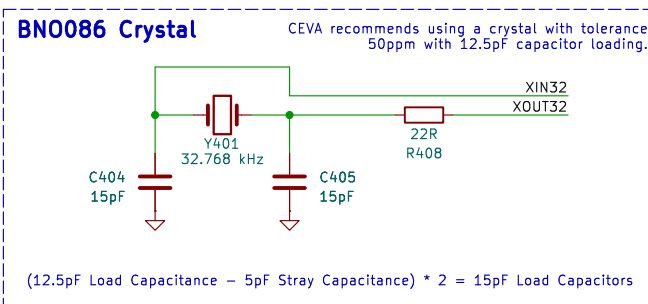 BNO086 Crystal
CEVA recommends using a crystal with tolerance
50ppm with 12.5pF capacitor loading.
XIN32
XOUT32
Y401
32.768 kHz
22R
R408
C404
15pF
C405
15pF
(12.5pF Load Capacitance - 5pF Stray Capacitance) * 2 = 15pF Load Capacitors